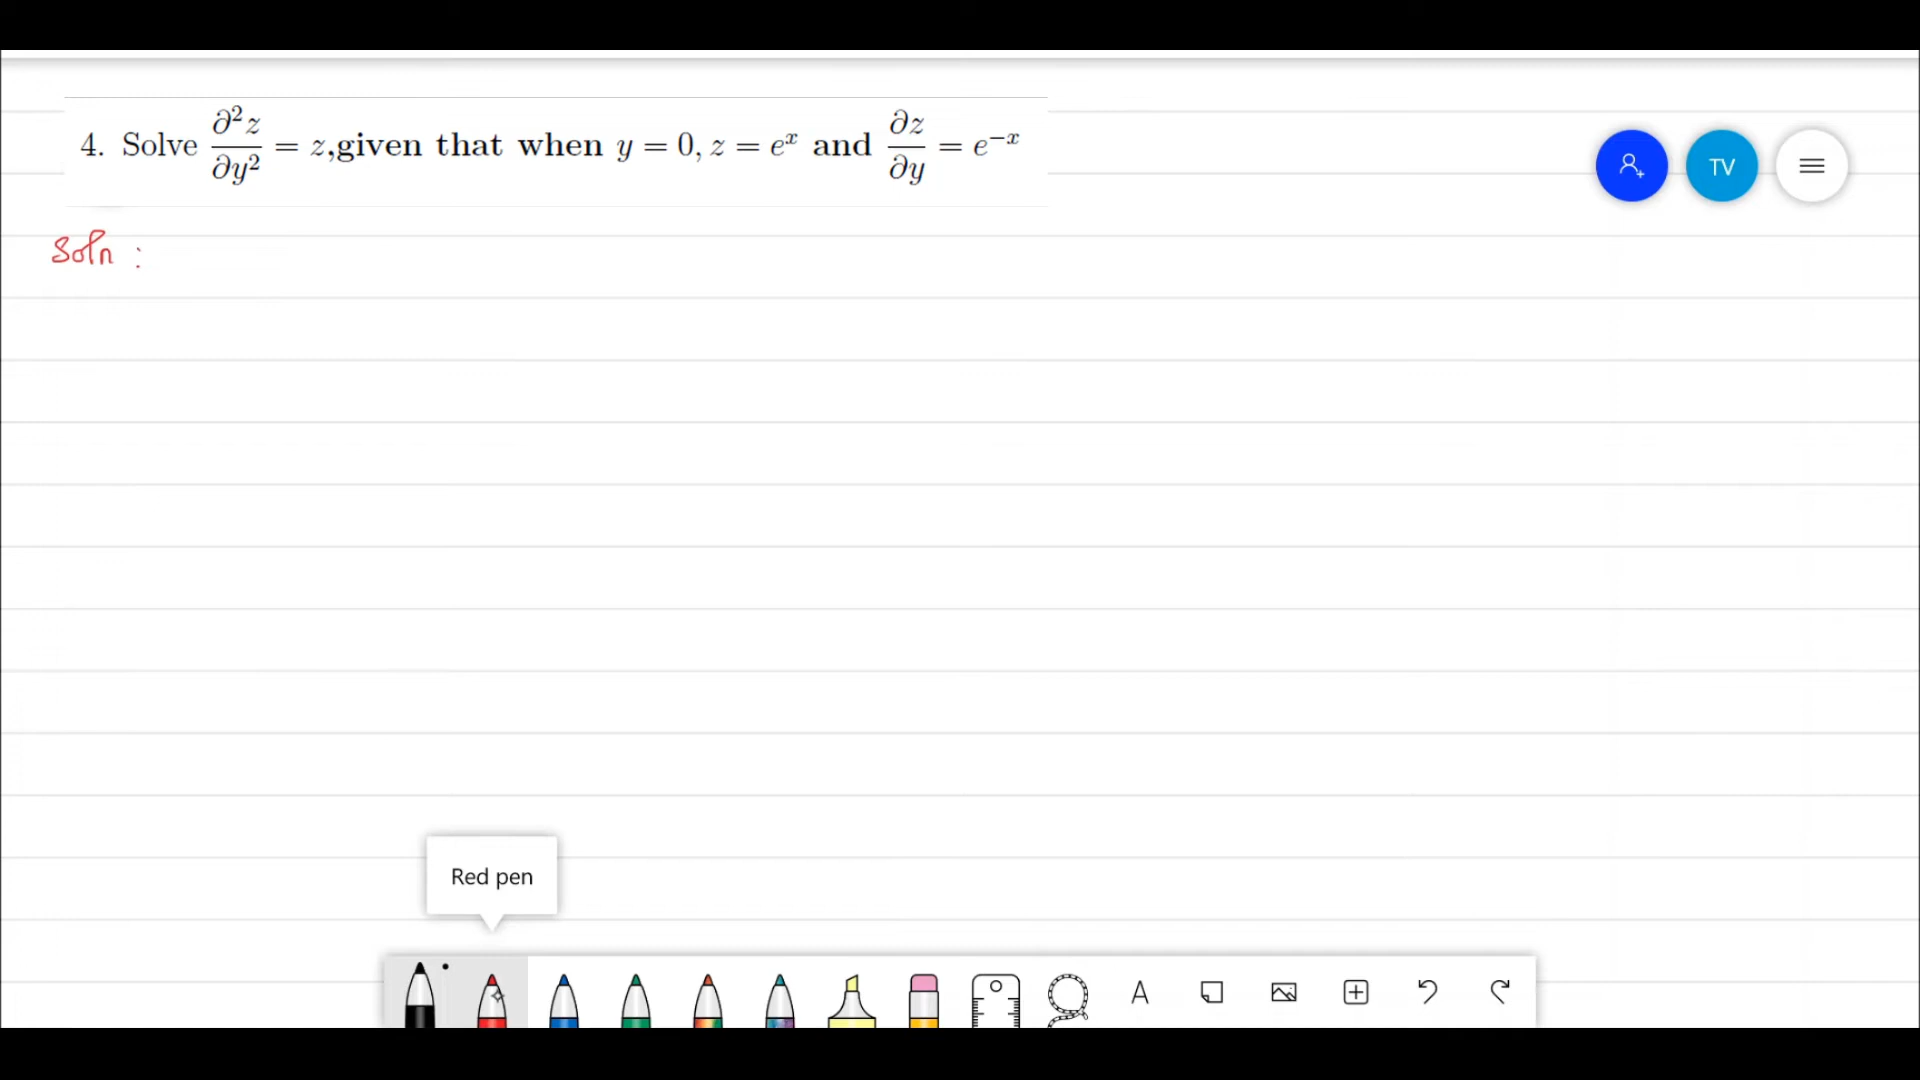 4. Solve ∂²z/∂y² = z,given that when y = 0, z = eˣ and ∂z/∂y = e⁻ˣ
TV
Soln :
Red pen
A